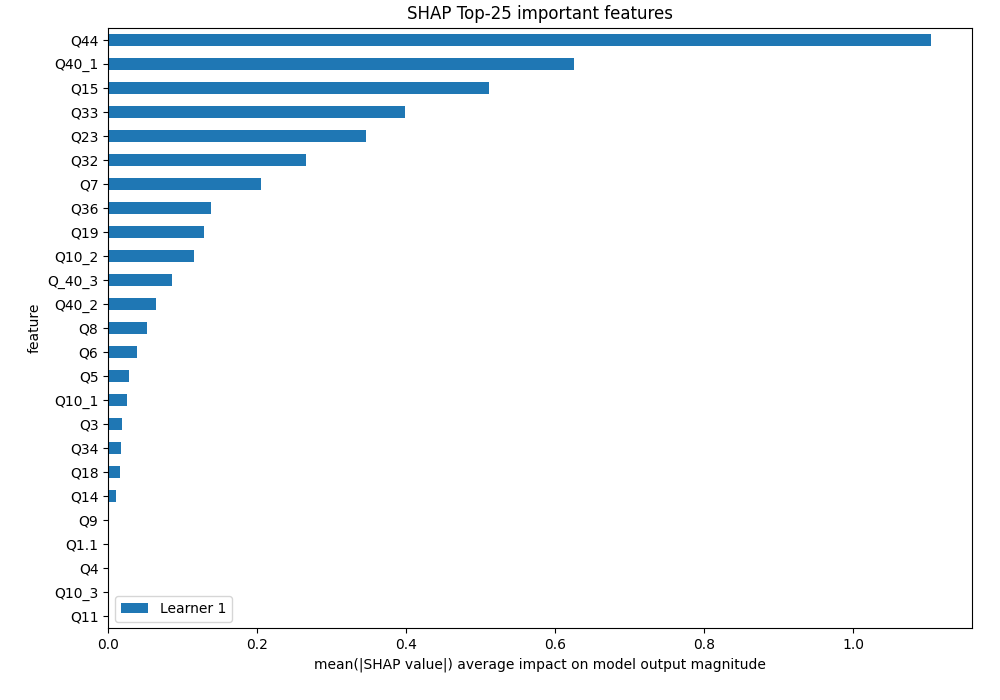 SHAP Top-25 important features
Q44
Q40_1
Q15
Q33
Q23
Q32
Q7
Q36
Q19
Q10_2
Q_40_3
Q40_2
Q8
Q6
Q5
Q10_1
Q3
Q34
Q18
Q14
Q9
Q1.1
Q4
Q10_3
Q11
feature
Learner 1
0.0 0.2 0.4 0.6 0.8 1.0
mean(|SHAP value|) average impact on model output magnitude